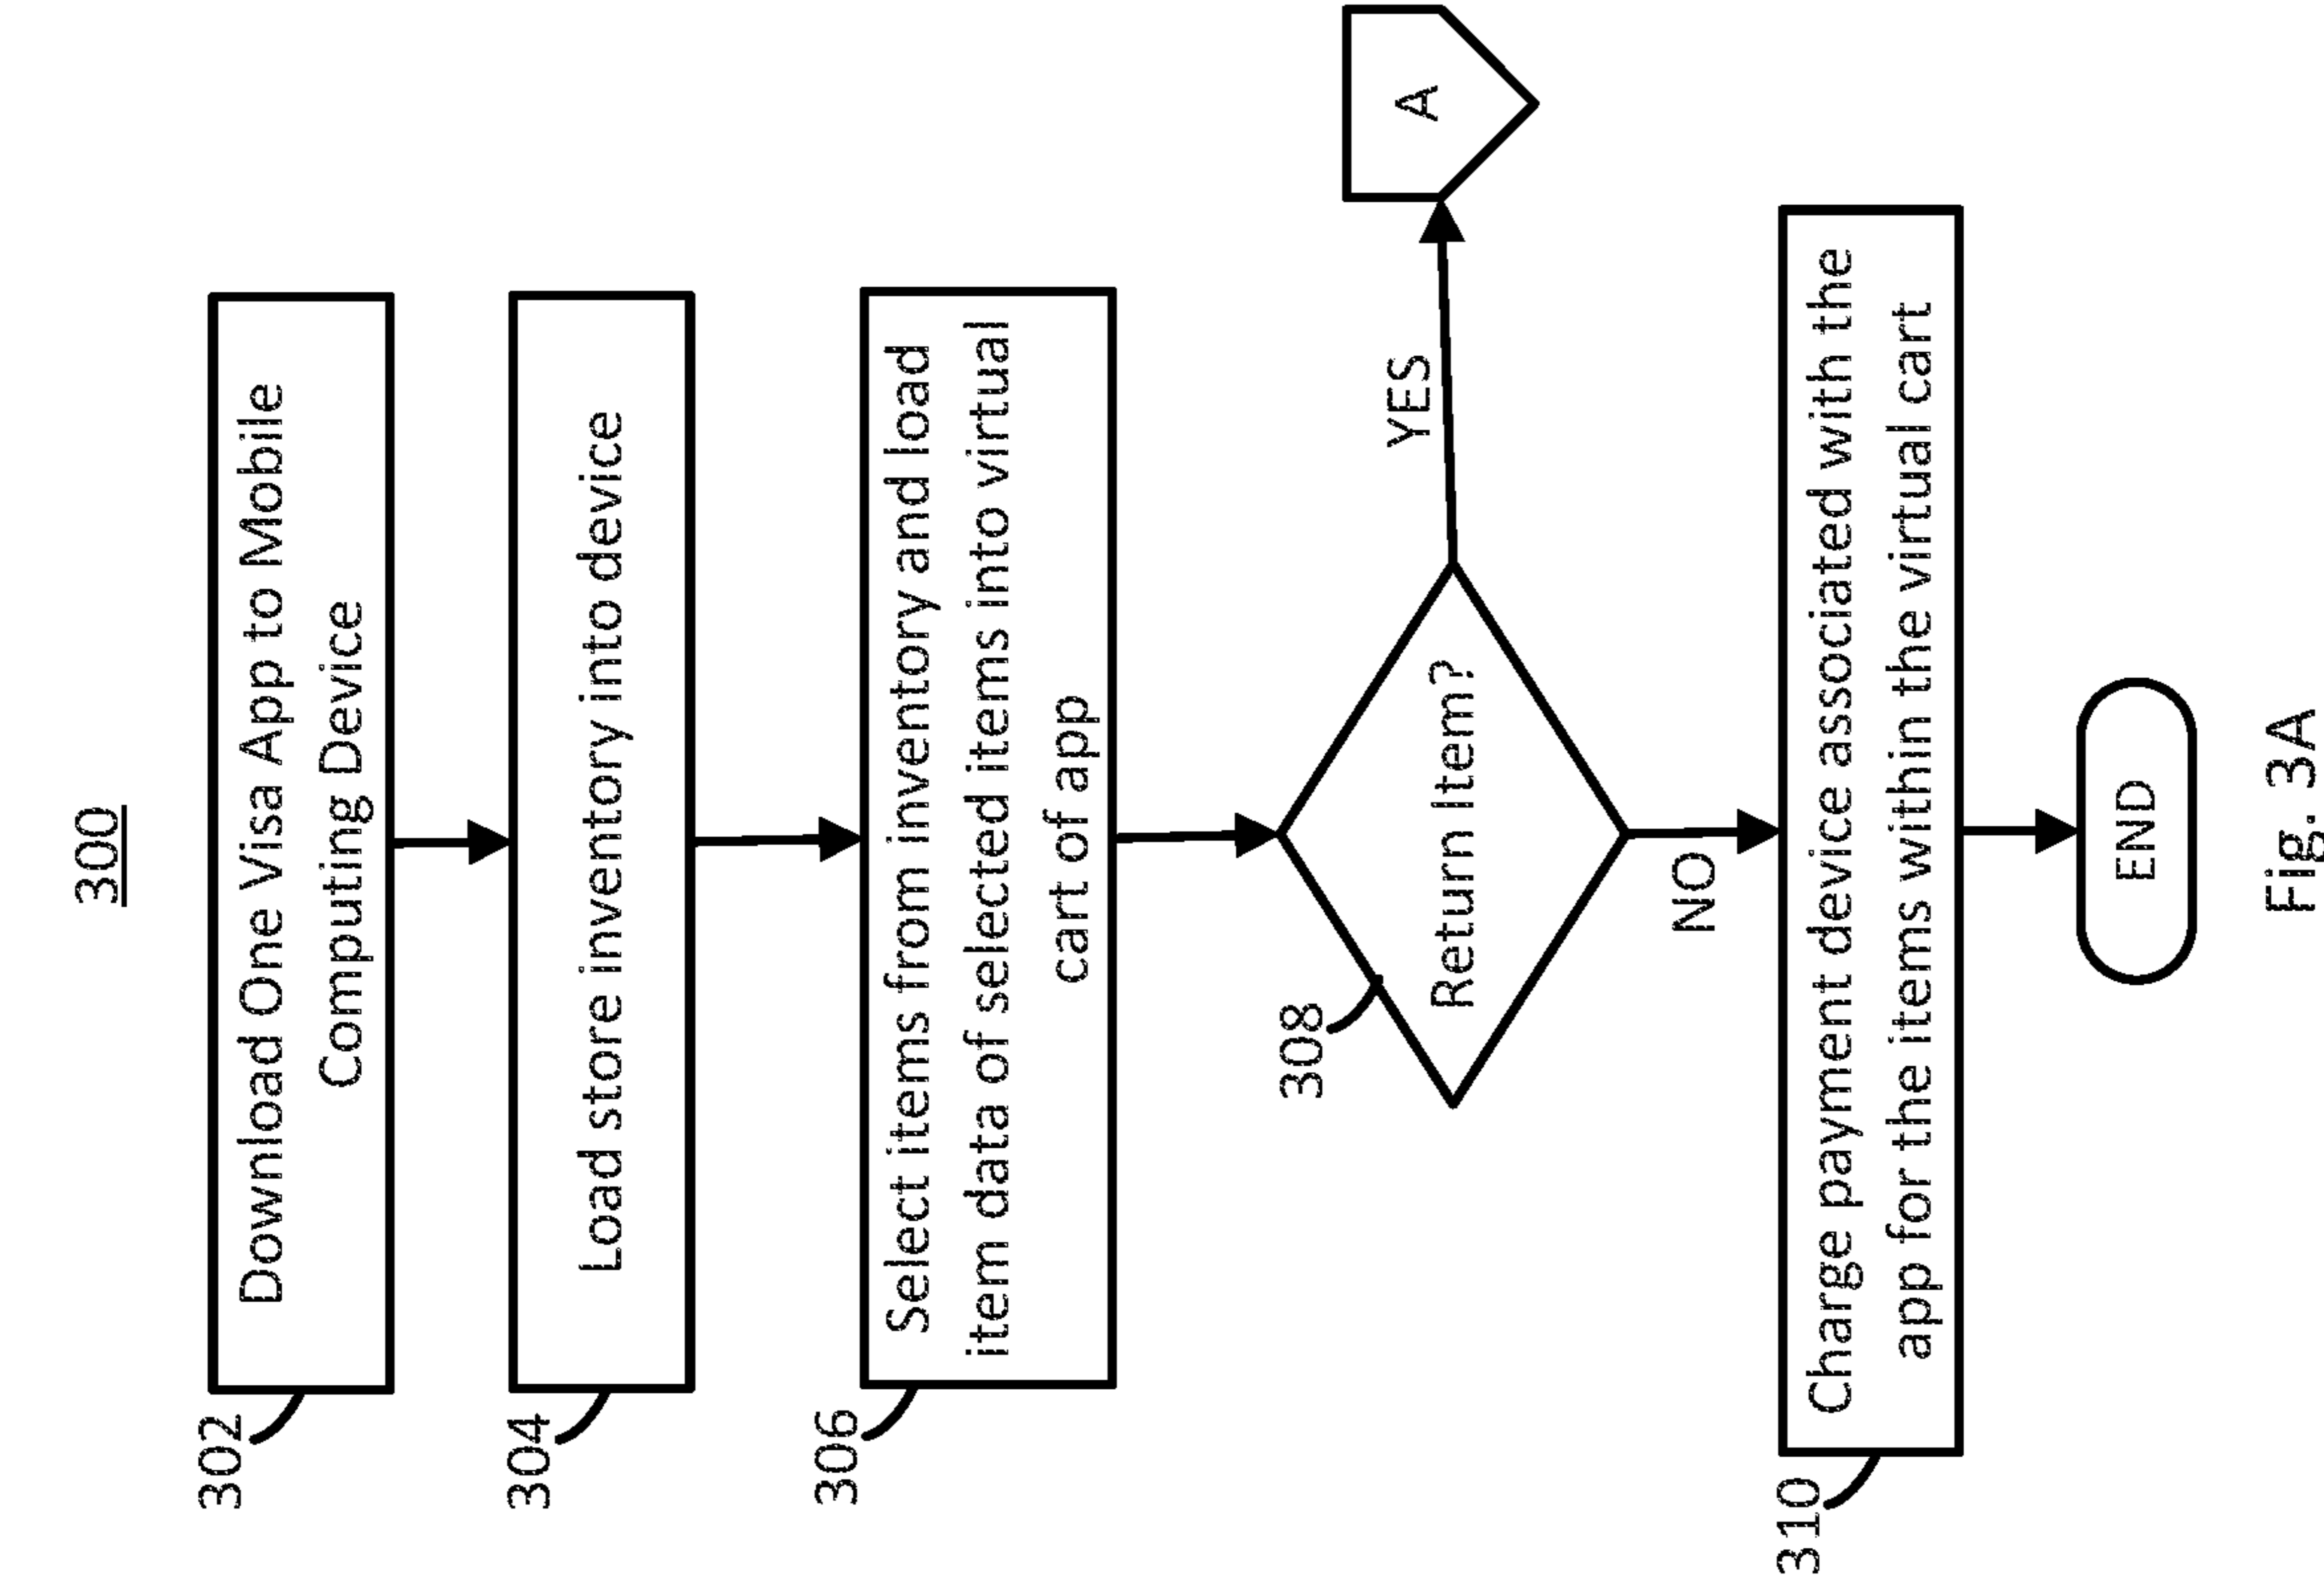 300
302
Download One Visa App to Mobile
Computing Device
304
Load store inventory into device
306
Select items from inventory and load
item data of selected items into virtual
cart of app
308
Return Item?
YES
A
NO
310
Charge payment device associated with the
app for the items within the virtual cart
END
Fig. 3A